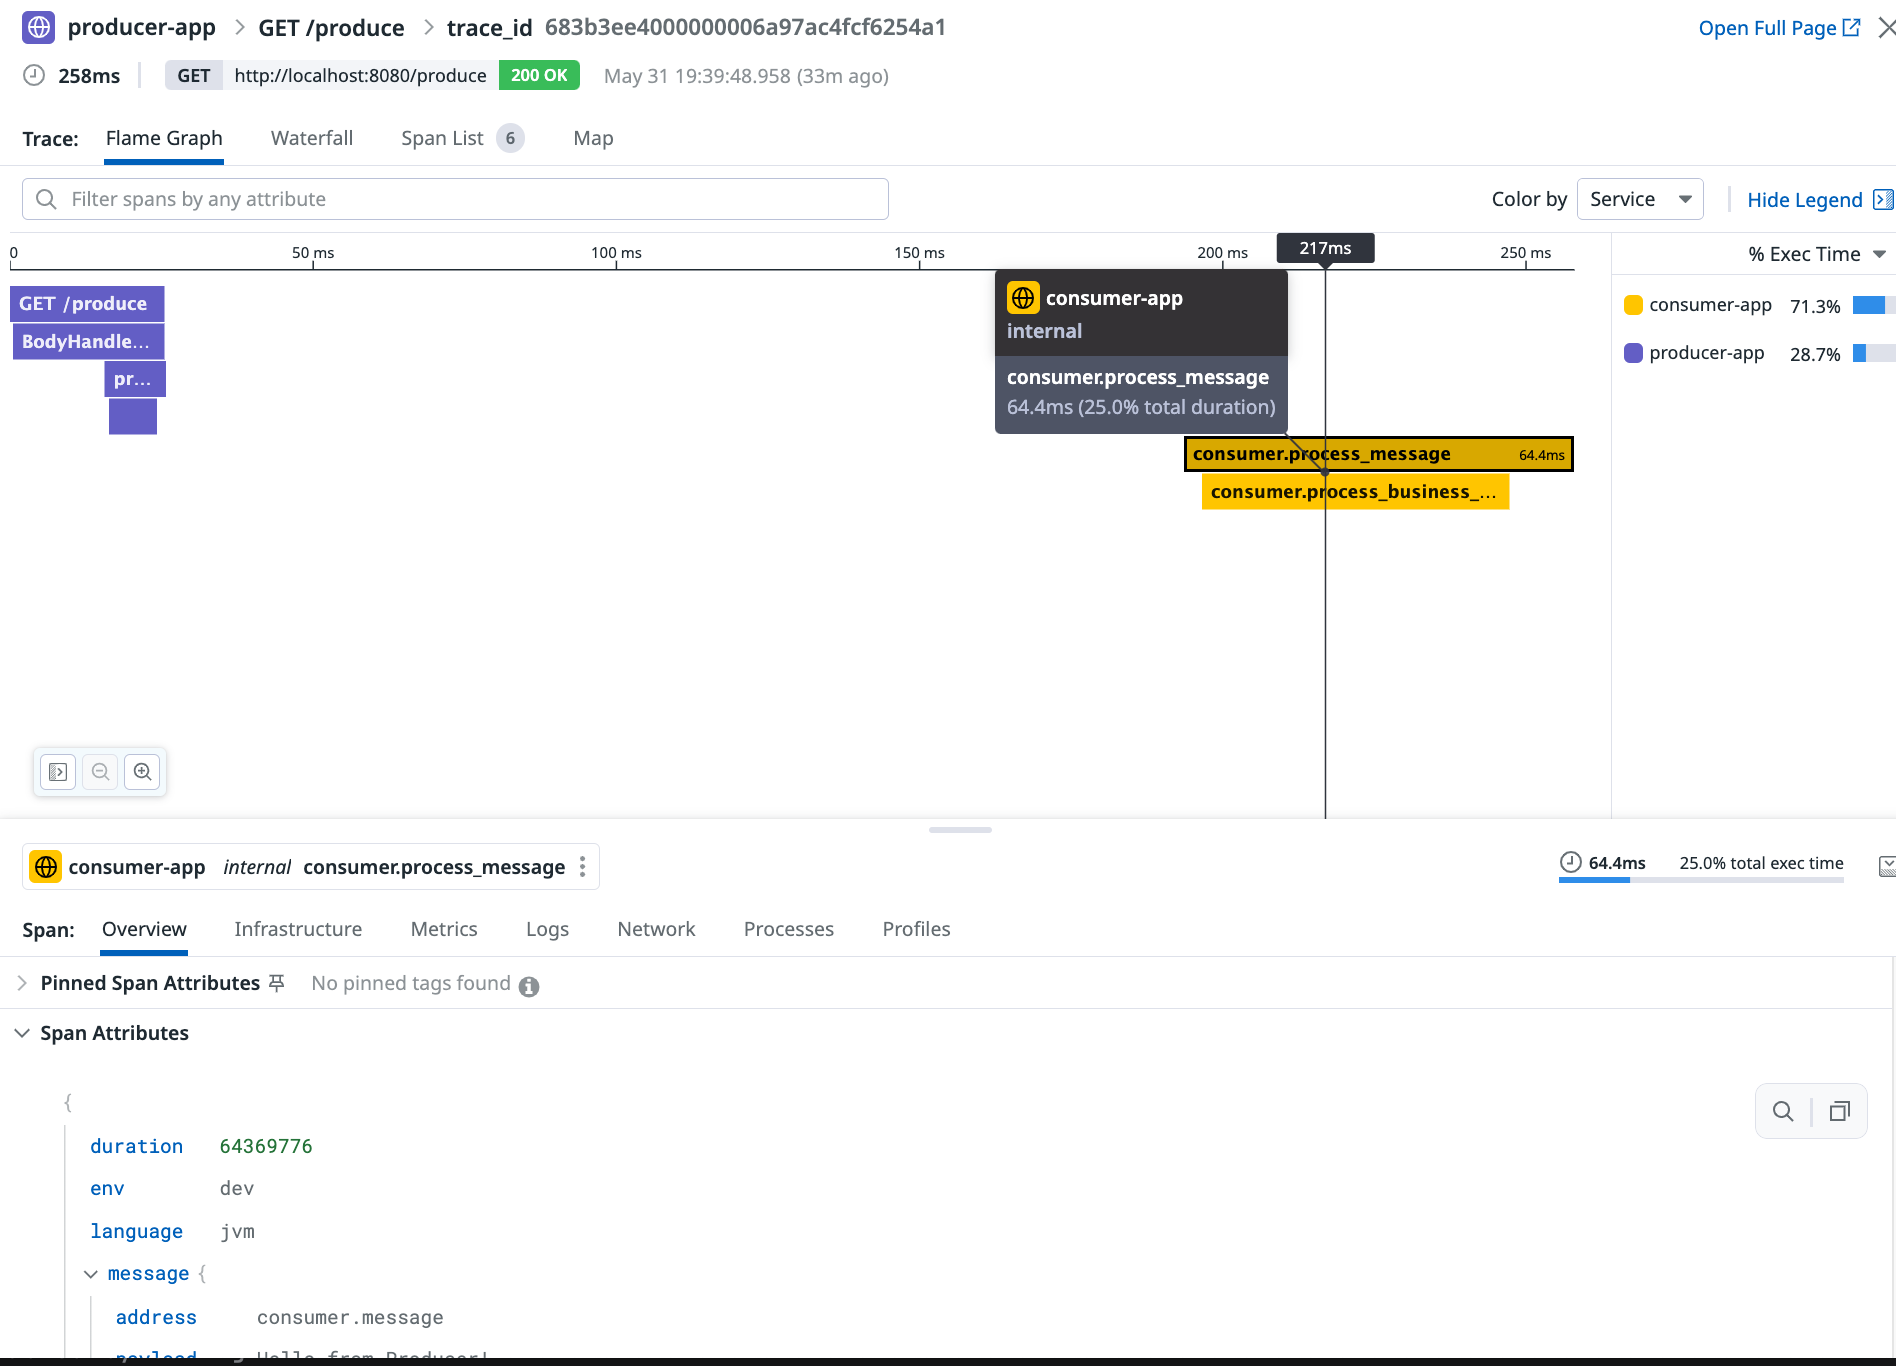 producer-app > GET /produce > trace_id 683b3ee4000000006a97ac4fcf6254a1
Open Full Page
258ms GET http://localhost:8080/produce 200 OK May 31 19:39:48.958 (33m ago)
Trace: Flame Graph Waterfall Span List 6 Map
Filter spans by any attribute
Color by Service Hide Legend
0 50 ms 100 ms 150 ms 200 ms 217ms 250 ms
% Exec Time
GET /produce
BodyHandle...
pr...
consumer-app
internal
consumer.process_message
64.4ms (25.0% total duration)
consumer.process_message 64.4ms
consumer.process_business_...
consumer-app 71.3%
producer-app 28.7%
consumer-app internal consumer.process_message
64.4ms 25.0% total exec time
Span: Overview Infrastructure Metrics Logs Network Processes Profiles
Pinned Span Attributes No pinned tags found
Span Attributes
{
duration 64369776
env dev
language jvm
message {
address consumer.message
payload Hello from Producer!